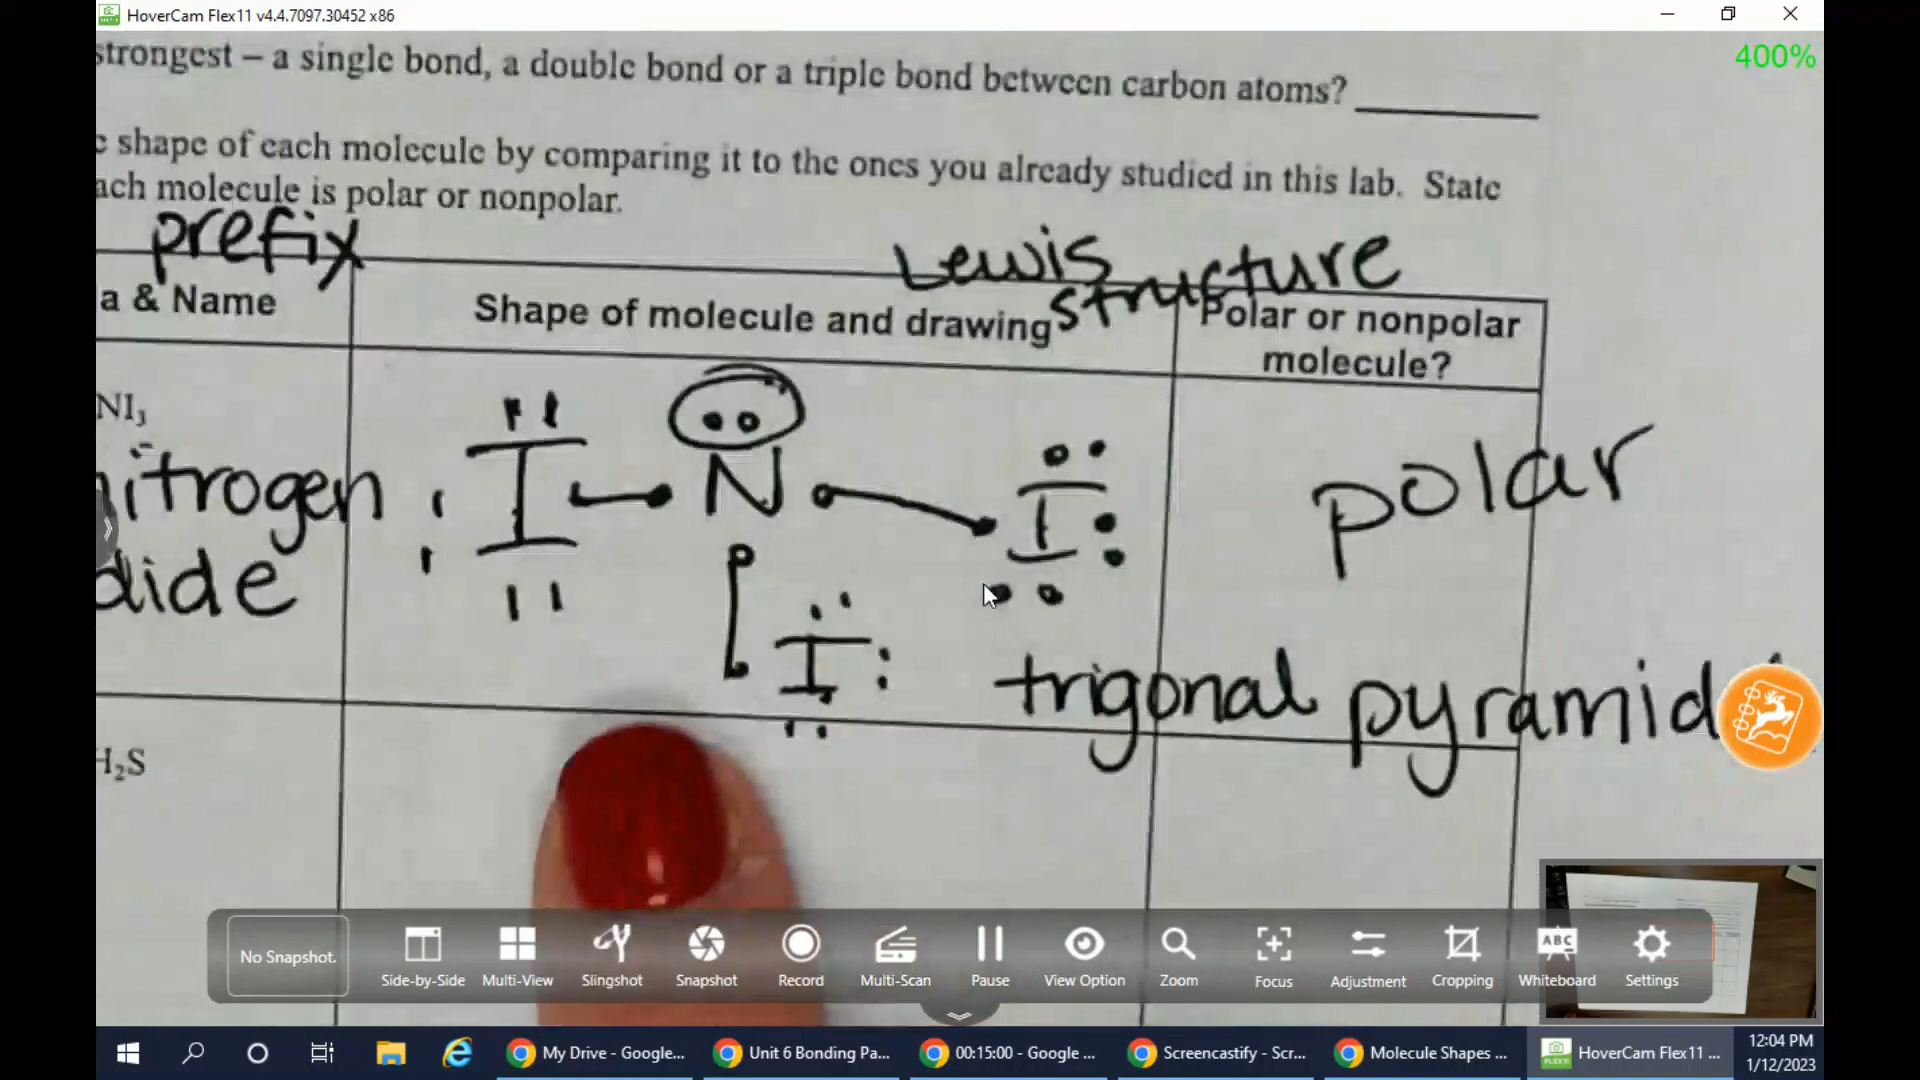 HoverCam Flex11 v4.4.7097.30452 x86
400%
strongest – a single bond, a double bond or a triple bond between carbon atoms?
e shape of each molecule by comparing it to the ones you already studied in this lab. State
ach molecule is polar or nonpolar.
prefix
Lewis
structure
a & Name
Shape of molecule and drawing
Polar or nonpolar
molecule?
NI₃
nitrogen
dide
I N I
I
polar
trigonal pyramid
H₂S
No Snapshot.
Side-by-Side
Multi-View
Slingshot
Snapshot
Record
Multi-Scan
Pause
View Option
Zoom
Focus
Adjustment
Cropping
ABC
Whiteboard
Settings
My Drive - Google...
Unit 6 Bonding Pa...
00:15:00 - Google ...
Screencastify - Scr...
Molecule Shapes ...
HoverCam Flex11 ...
12:04 PM
1/12/2023